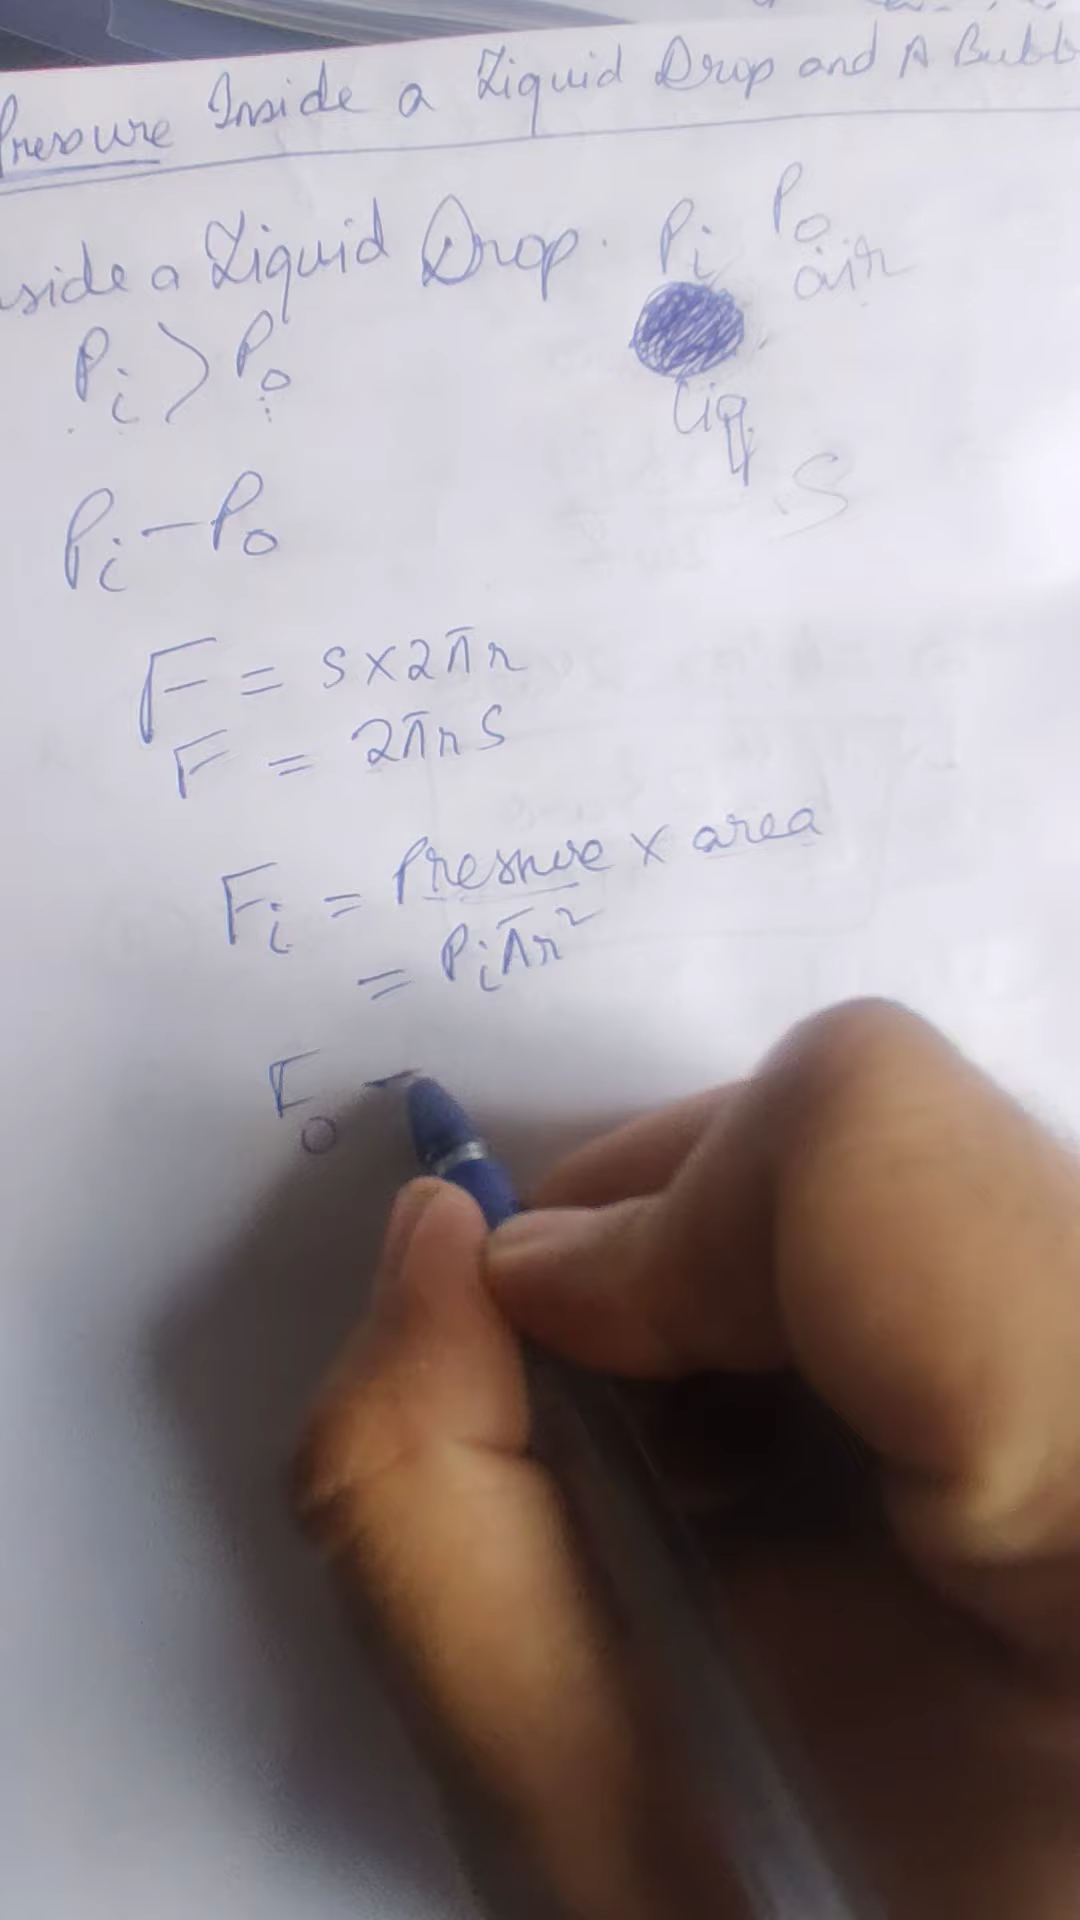 Pressure Inside a Liquid Drop and A Bubb
nside a Liquid Drop. Pi Po
air
Pi > Po
Liq
S
Pi - Po
F = S×2πr
F = 2πrS
Fi = Pressure × area
= Piπr²
Fo